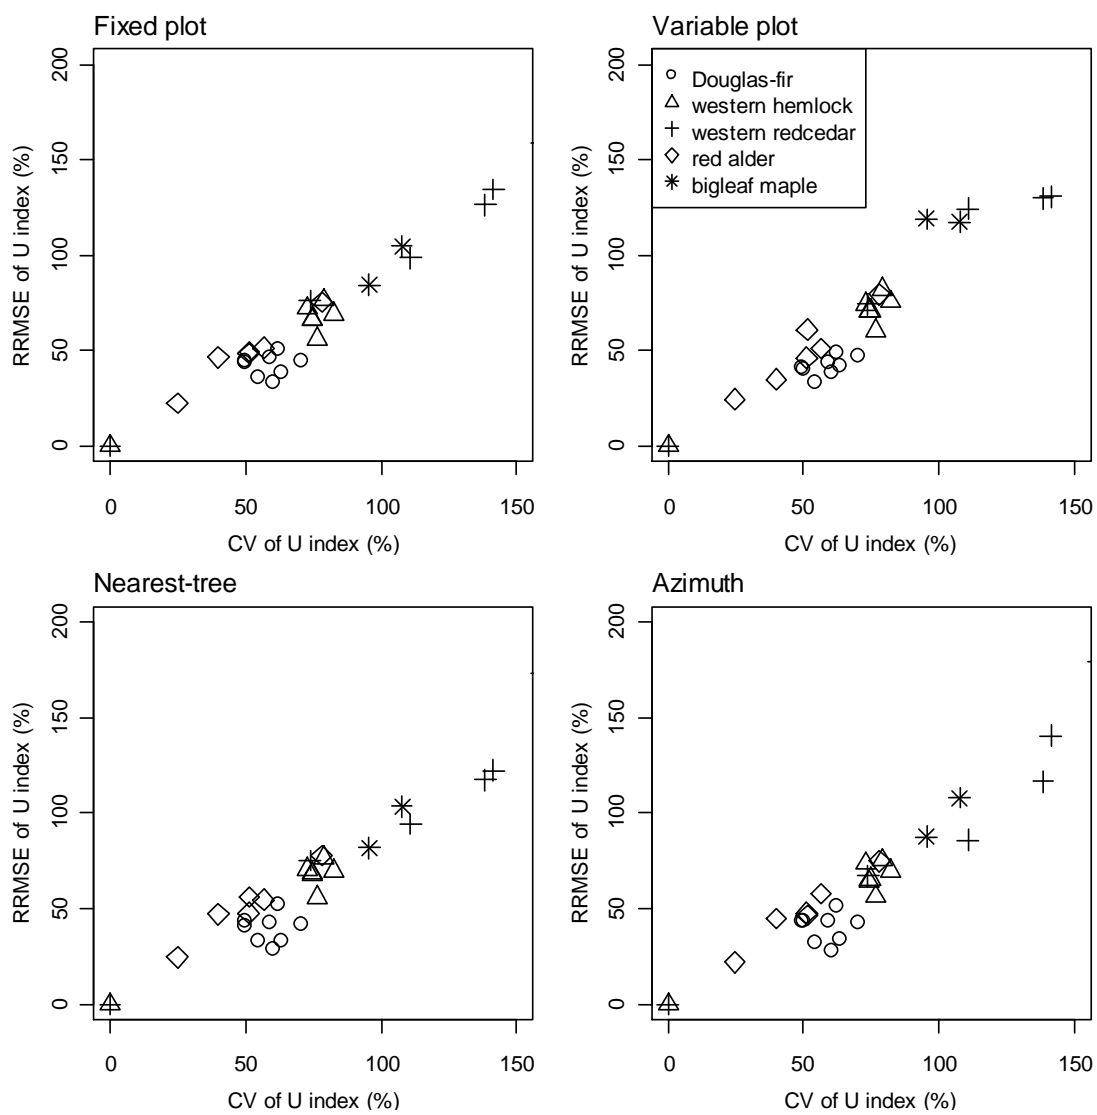 Fixed plot
200
150
100
50
0
RRMSE of U index (%)
0 50 100 150
CV of U index (%)
Variable plot
200
150
100
50
0
RRMSE of U index (%)
Douglas-fir
western hemlock
western redcedar
red alder
bigleaf maple
0 50 100 150
CV of U index (%)
Nearest-tree
200
150
100
50
0
RRMSE of U index (%)
0 50 100 150
CV of U index (%)
Azimuth
200
150
100
50
0
RRMSE of U index (%)
0 50 100 150
CV of U index (%)